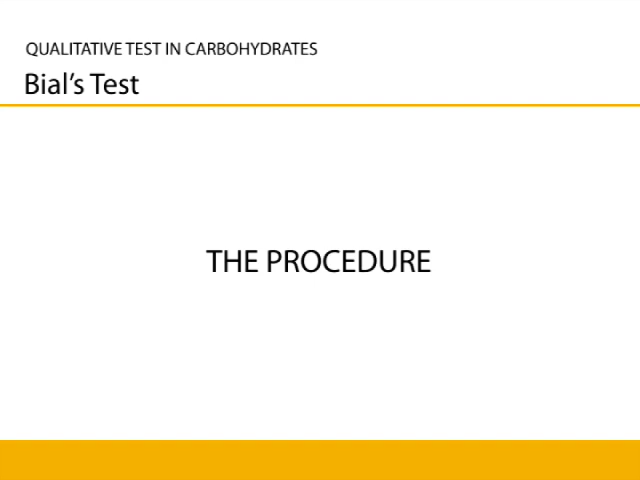 QUALITATIVE TEST IN CARBOHYDRATES
Bial's Test
THE PROCEDURE